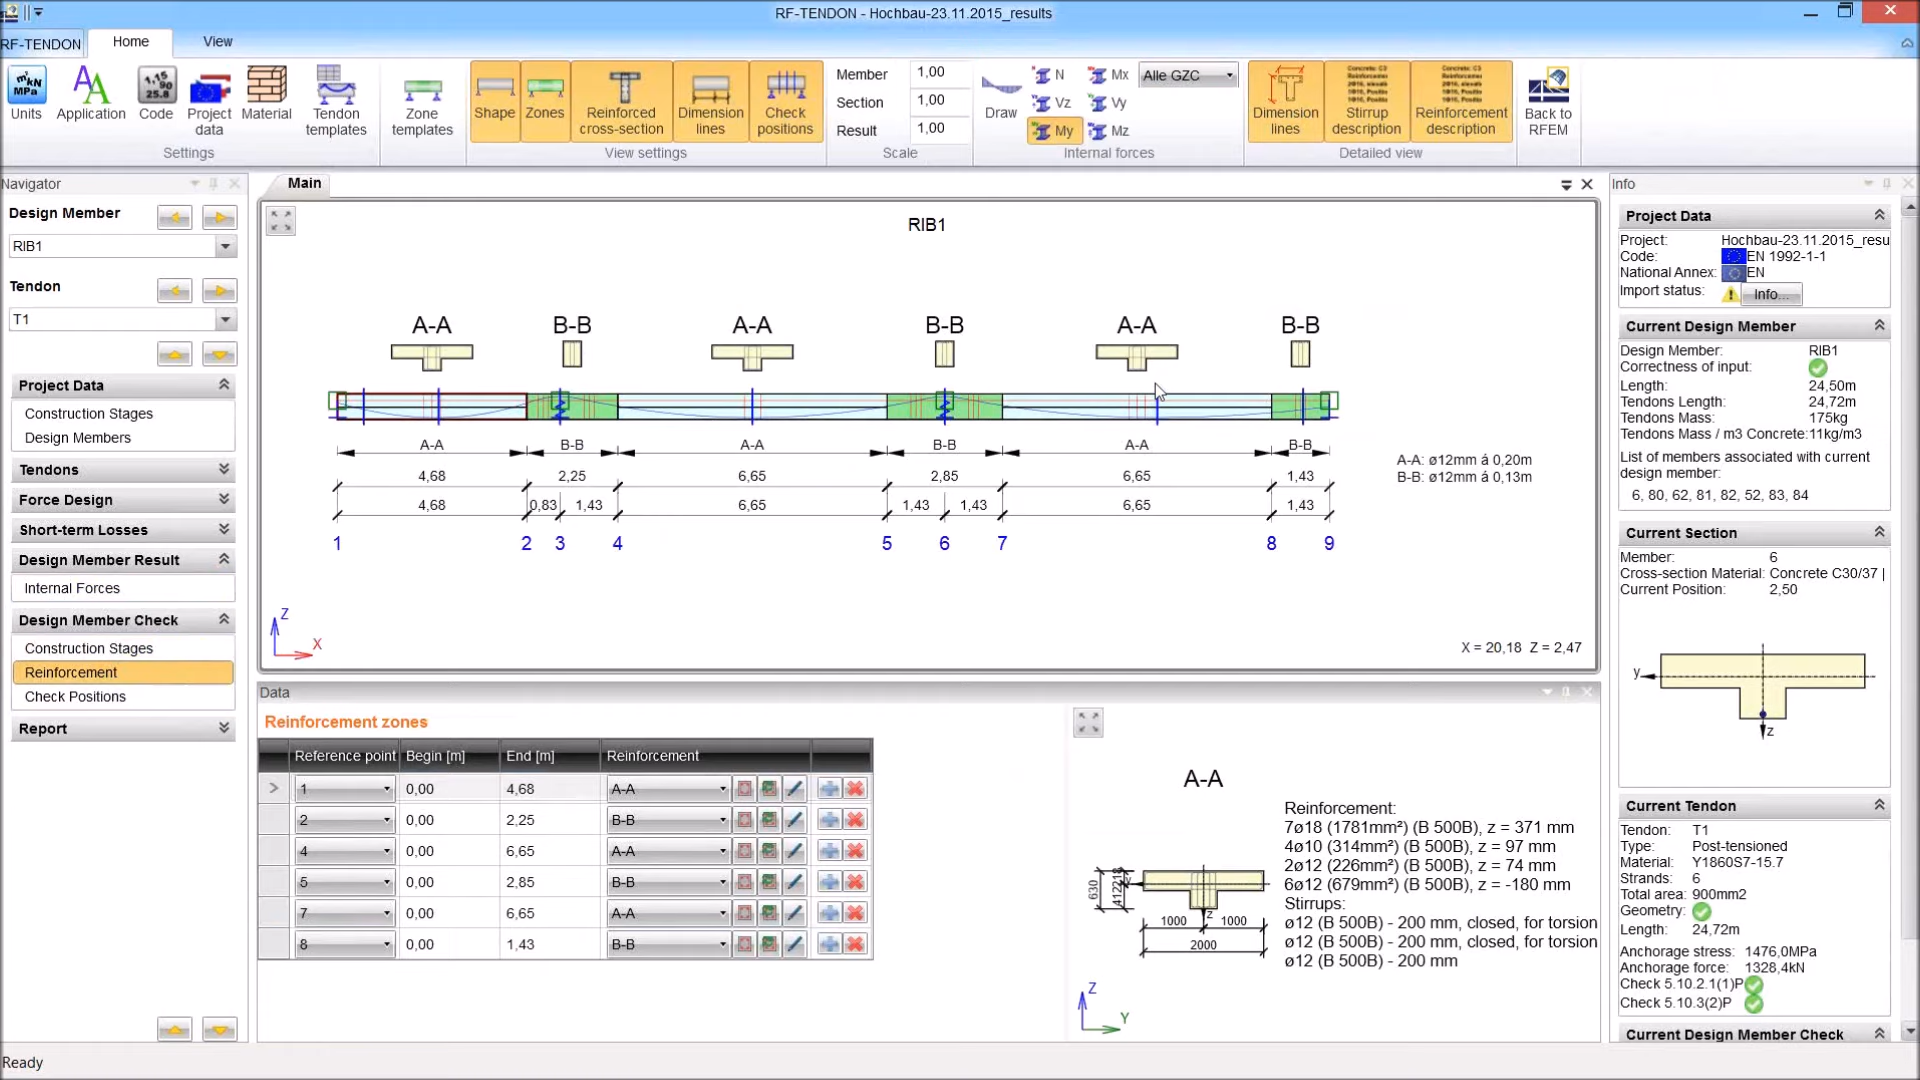 RF-TENDON - Hochbau-23.11.2015_results
RF-TENDON
Home
View
Units
Application
Code
Project data
Material
Tendon templates
Settings
Zone templates
Shape
Zones
Reinforced cross-section
Dimension lines
Check positions
View settings
Member 1,00
Section 1,00
Result 1,00
Scale
Draw
N
Mx
Vz
Vy
My
Mz
Alle GZC
Internal forces
Dimension lines
Stirrup description
Reinforcement description
Detailed view
Back to RFEM
Navigator
Design Member
RIB1
Tendon
T1
Project Data
Construction Stages
Design Members
Tendons
Force Design
Short-term Losses
Design Member Result
Internal Forces
Design Member Check
Construction Stages
Reinforcement
Check Positions
Report
Main
RIB1
A-A B-B A-A B-B A-A B-B
A-A B-B A-A B-B A-A B-B
4,68 2,25 6,65 2,85 6,65 1,43
4,68 0,83 1,43 6,65 1,43 1,43 6,65 1,43
1 2 3 4 5 6 7 8 9
A-A: ø12mm á 0,20m
B-B: ø12mm á 0,13m
Z
X
X = 20,18 Z = 2,47
Data
Reinforcement zones
Reference point Begin [m] End [m] Reinforcement
1 0,00 4,68 A-A
2 0,00 2,25 B-B
4 0,00 6,65 A-A
5 0,00 2,85 B-B
7 0,00 6,65 A-A
8 0,00 1,43 B-B
A-A
Reinforcement:
7ø18 (1781mm²) (B 500B), z = 371 mm
4ø10 (314mm²) (B 500B), z = 97 mm
2ø12 (226mm²) (B 500B), z = 74 mm
6ø12 (679mm²) (B 500B), z = -180 mm
Stirrups:
ø12 (B 500B) - 200 mm, closed, for torsion
ø12 (B 500B) - 200 mm, closed, for torsion
ø12 (B 500B) - 200 mm
630
412
218
z
1000 1000
2000
Z
Y
Info
Project Data
Project: Hochbau-23.11.2015_resu
Code: EN 1992-1-1
National Annex: EN
Import status: Info...
Current Design Member
Design Member: RIB1
Correctness of input:
Length: 24,50m
Tendons Length: 24,72m
Tendons Mass: 175kg
Tendons Mass / m3 Concrete: 11kg/m3
List of members associated with current
design member:
6, 80, 62, 81, 82, 52, 83, 84
Current Section
Member: 6
Cross-section Material: Concrete C30/37 |
Current Position: 2,50
y
z
Current Tendon
Tendon: T1
Type: Post-tensioned
Material: Y1860S7-15.7
Strands: 6
Total area: 900mm2
Geometry:
Length: 24,72m
Anchorage stress: 1476,0MPa
Anchorage force: 1328,4kN
Check 5.10.2.1(1)P
Check 5.10.3(2)P
Current Design Member Check
Ready